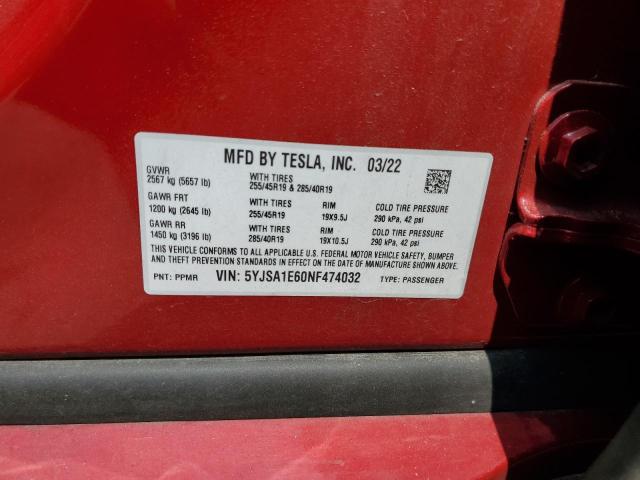 MFD BY TESLA, INC. 03/22
GVWR WITH TIRES
2567 kg (5657 lb) 255/45R19 & 285/40R19
GAWR FRT WITH TIRES RIM COLD TIRE PRESSURE
1200 kg (2645 lb) 255/45R19 19X9.5J 290 kPa, 42 psi
GAWR RR WITH TIRES RIM COLD TIRE PRESSURE
1450 kg (3196 lb) 285/40R19 19X10.5J 290 kPa, 42 psi
THIS VEHICLE CONFORMS TO ALL APPLICABLE U.S. FEDERAL MOTOR VEHICLE SAFETY, BUMPER
AND THEFT PREVENTION STANDARDS IN EFFECT ON THE DATE OF MANUFACTURE SHOWN ABOVE.
PNT: PPMR VIN: 5YJSA1E60NF474032 TYPE: PASSENGER